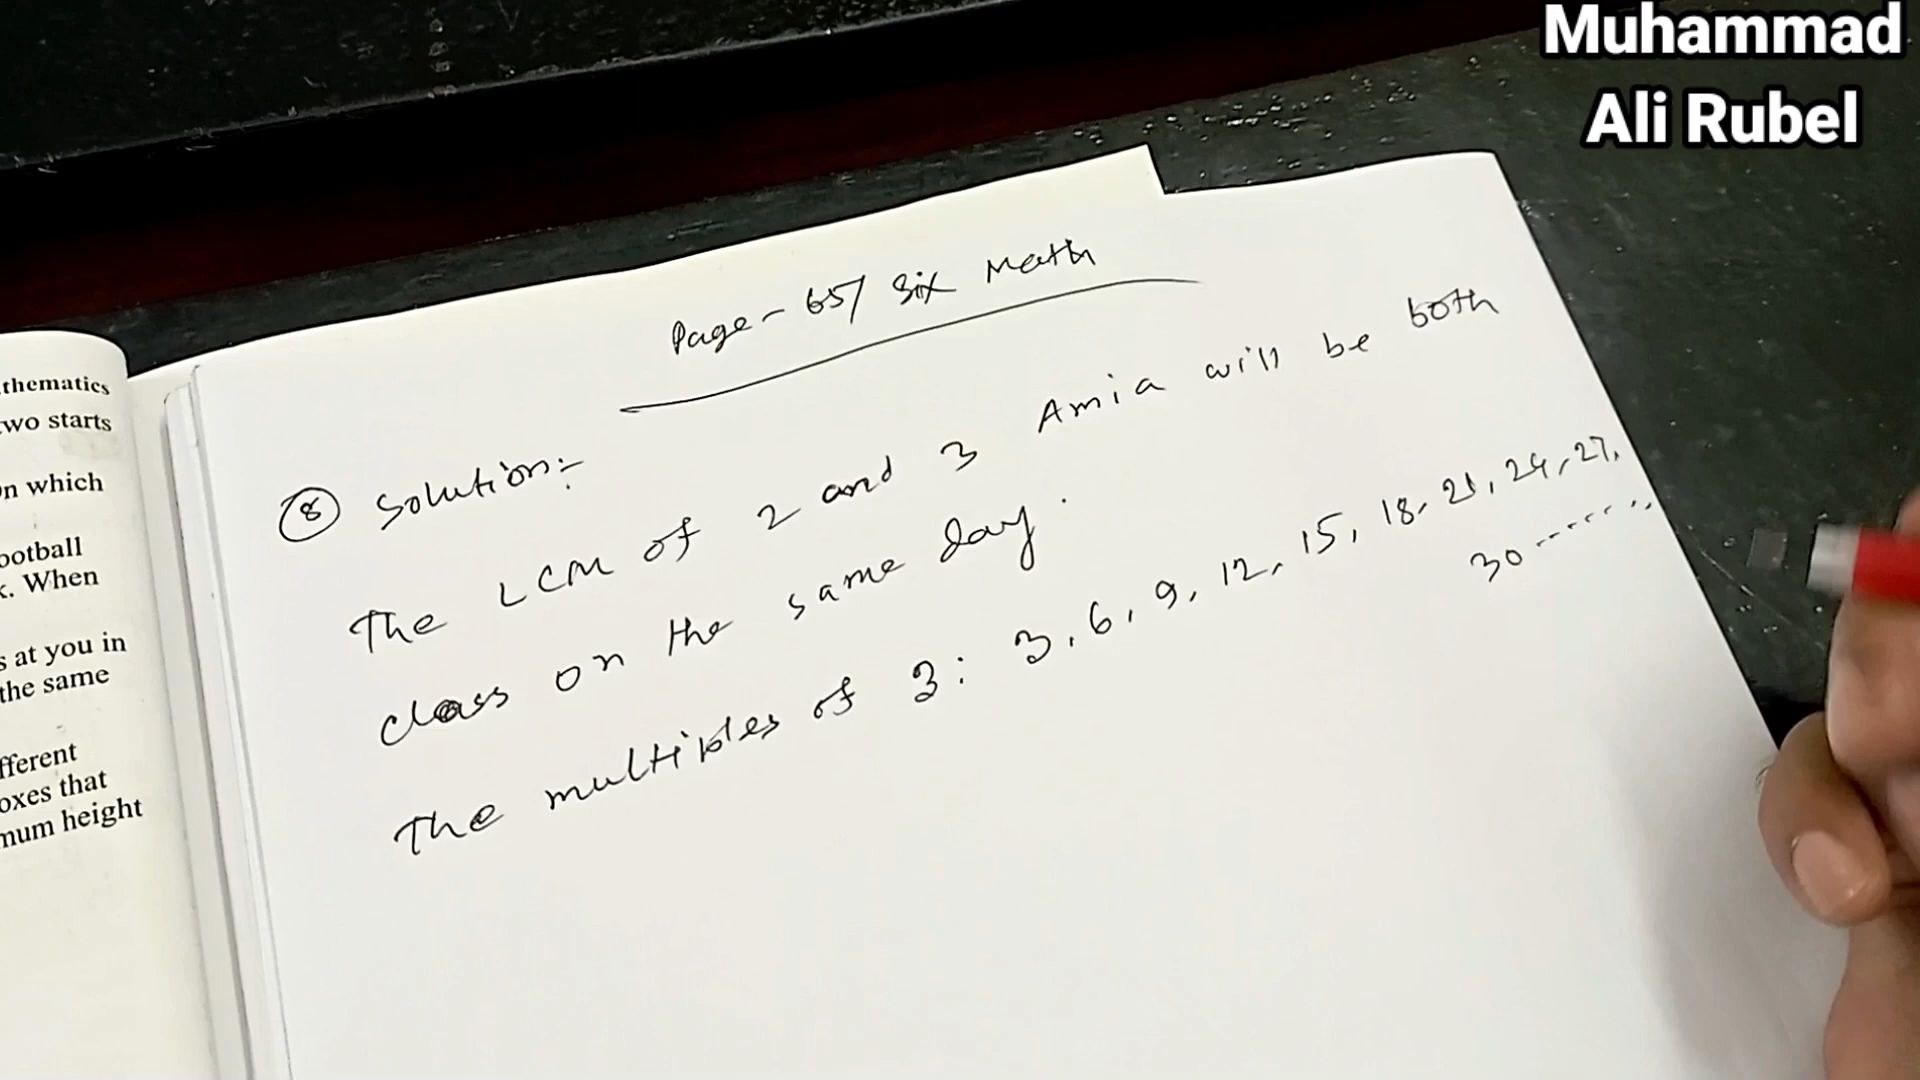 Muhammad
Ali Rubel
Page - 65/ Six Math
8 Solution:-
The LCM of 2 and 3 Amia will be both
class on the same day.
The multiples of 3: 3, 6, 9, 12, 15, 18, 21, 24, 27,
30 .......
thematics
wo starts
n which
ootball
. When
s at you in
the same
fferent
oxes that
mum height